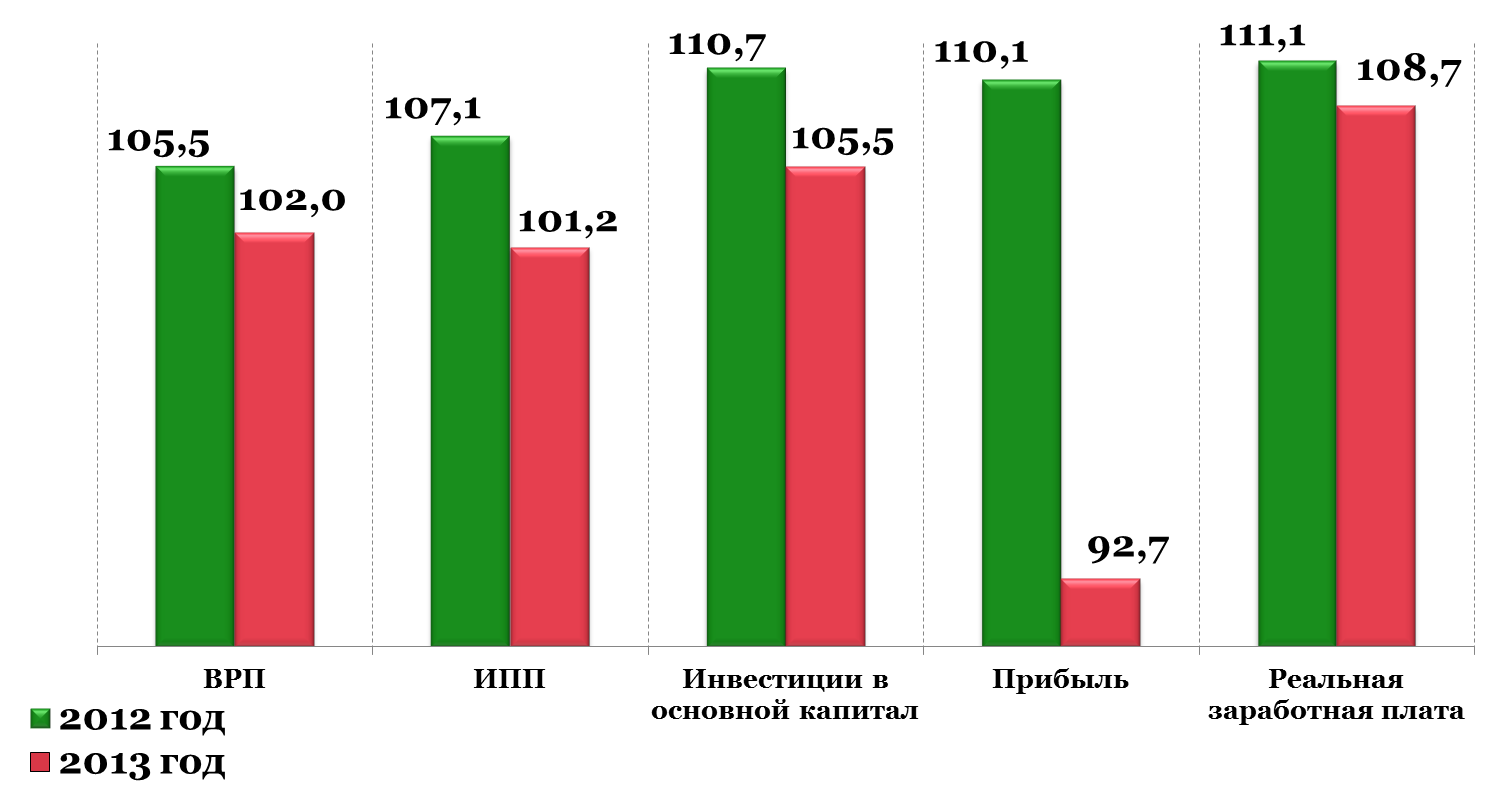 105,5
102,0
107,1
101,2
110,7
105,5
110,1
92,7
111,1
108,7
ВРП
ИПП
Инвестиции в
основной капитал
Прибыль
Реальная
заработная плата
2012 год
2013 год